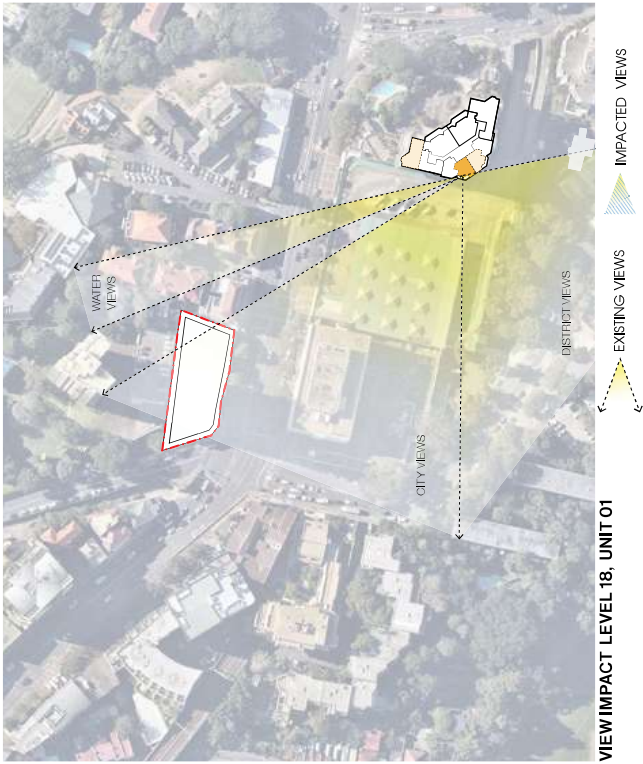 VIEW IMPACT LEVEL 18, UNIT 01
EXISTING VIEWS
IMPACTED VIEWS
WATER
VIEWS
CITY VIEWS
DISTRICT VIEWS